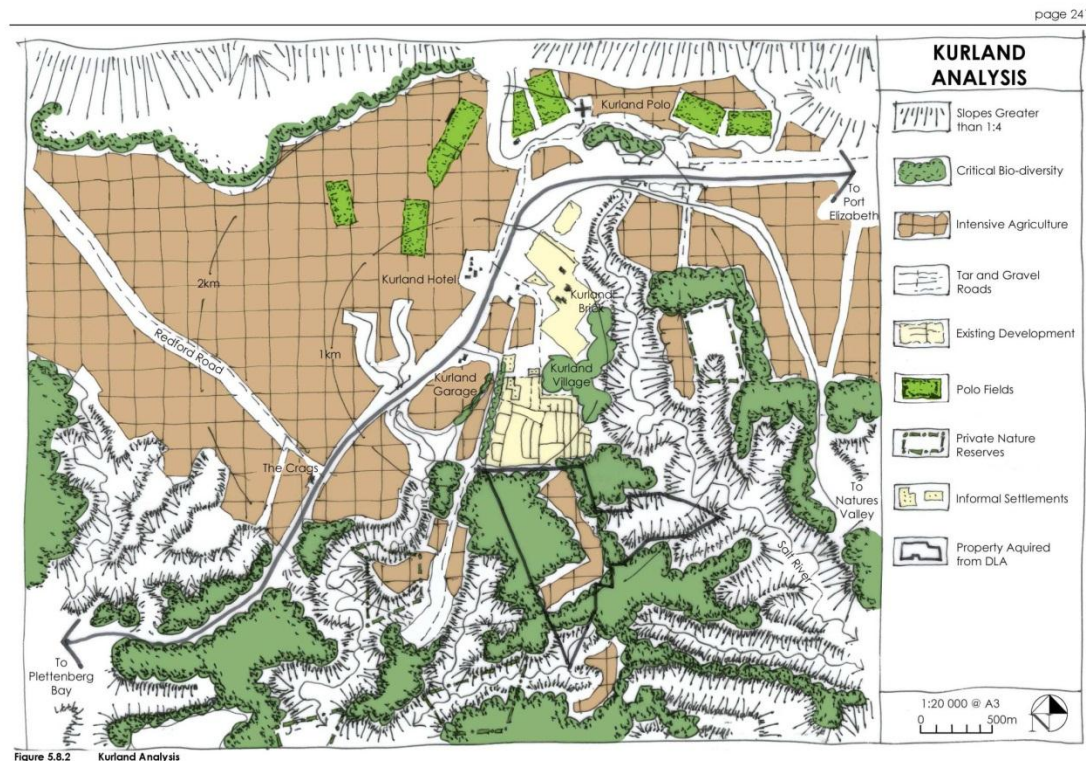 page 24
KURLAND
ANALYSIS
Slopes Greater
than 1:4
Critical Bio-diversity
Intensive Agriculture
Tar and Gravel
Roads
Existing Development
Polo Fields
Private Nature
Reserves
Informal Settlements
Property Aquired
from DLA
1:20 000 @ A3
0 500m
Kurland Polo
To
Port
Elizabeth
2km
Kurland Hotel
Kurland
Brick
Redford Road
1km
Kurland
Garage
Kurland
Village
The Crags
To
Natures
Valley
Salt River
To
Plettenberg
Bay
Figure 5.8.2 Kurland Analysis